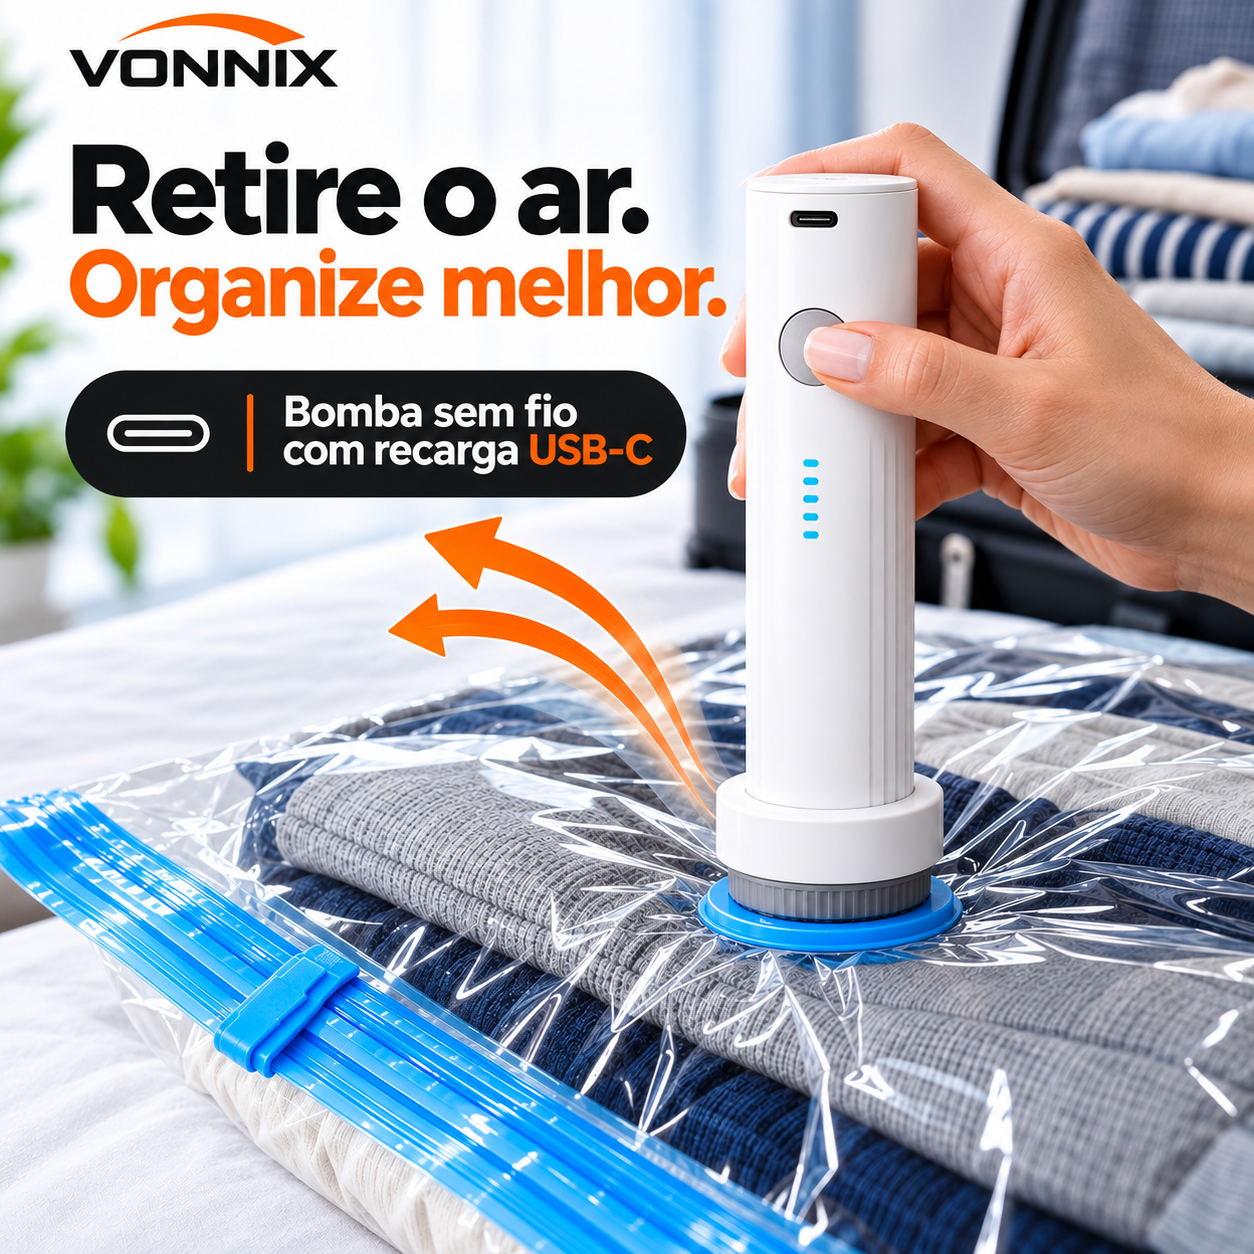 VONNIX
Retire o ar.
Organize melhor.
Bomba sem fio
com recarga USB-C